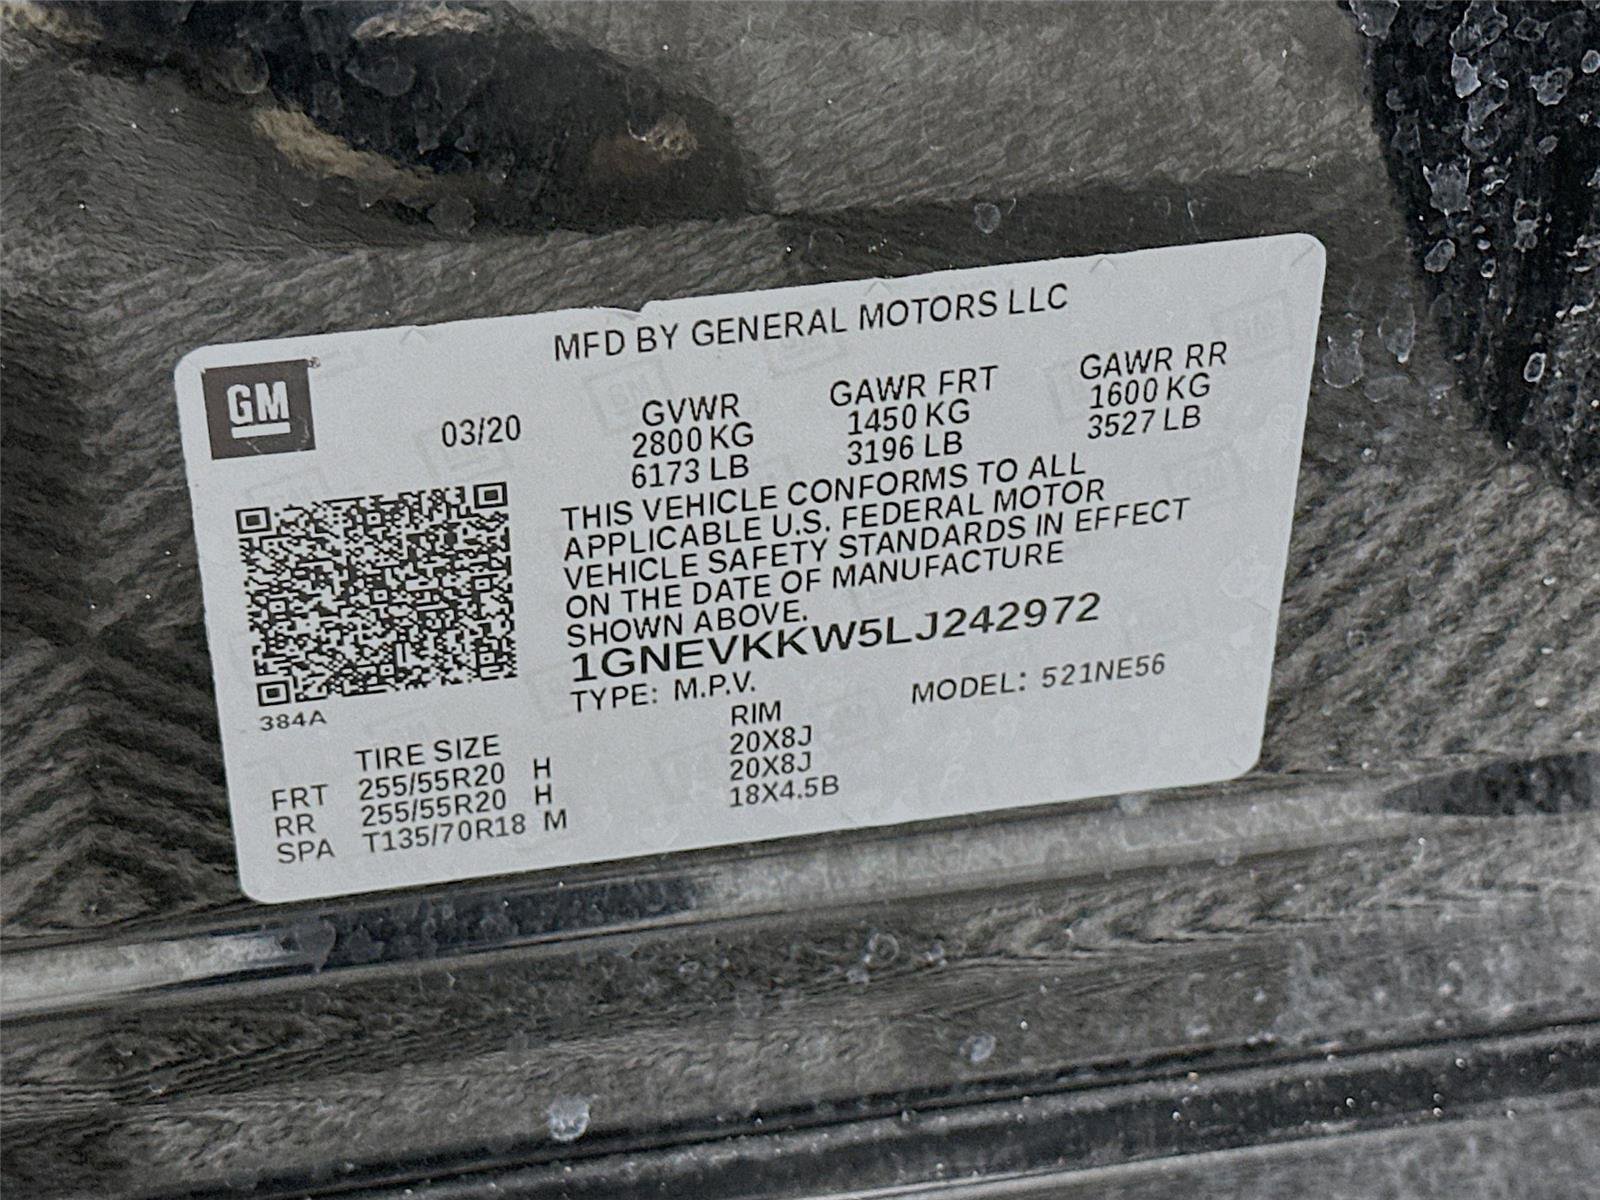 MFD BY GENERAL MOTORS LLC
GM
03/20
GVWR
2800 KG
6173 LB
GAWR FRT
1450 KG
3196 LB
GAWR RR
1600 KG
3527 LB
THIS VEHICLE CONFORMS TO ALL
APPLICABLE U.S. FEDERAL MOTOR
VEHICLE SAFETY STANDARDS IN EFFECT
ON THE DATE OF MANUFACTURE
SHOWN ABOVE.
1GNEVKKW5LJ242972
TYPE: M.P.V. MODEL: 521NE56
384A
TIRE SIZE RIM
FRT 255/55R20 H 20X8J
RR 255/55R20 H 20X8J
SPA T135/70R18 M 18X4.5B